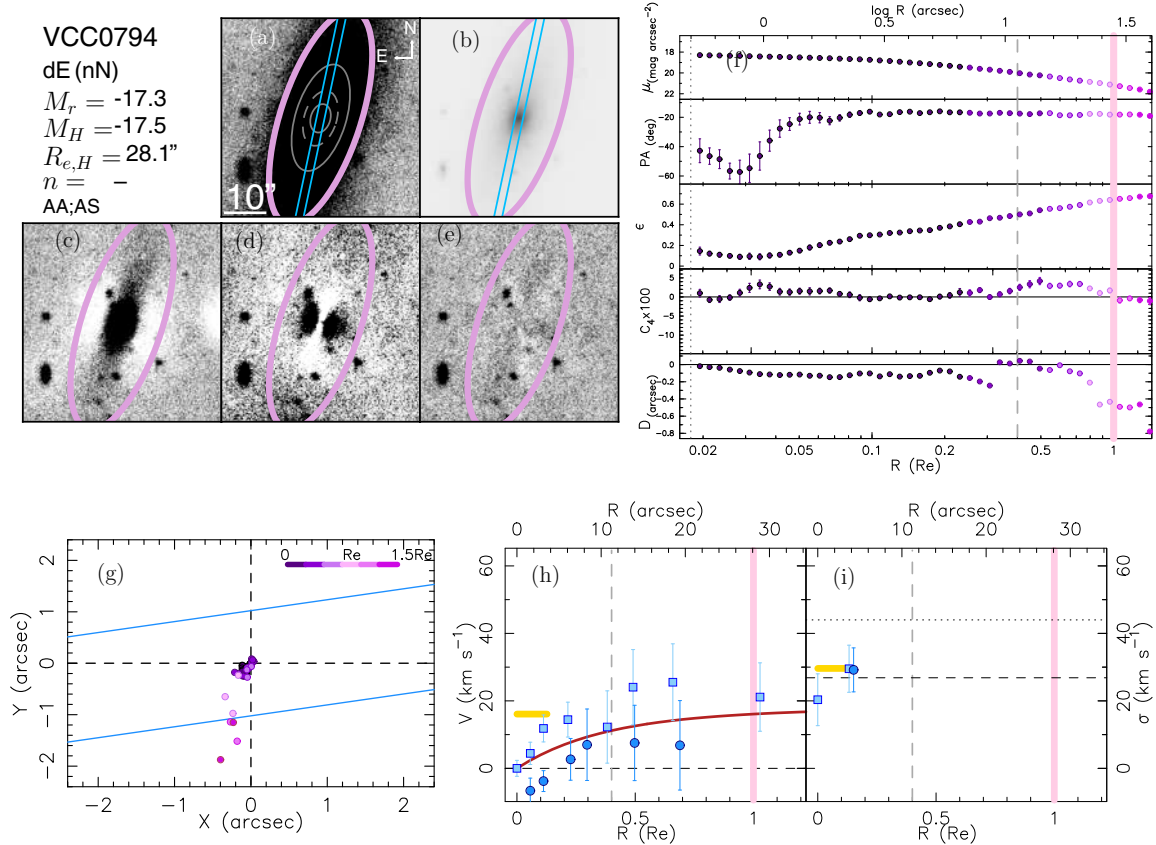 VCC0794
dE (nN)
M_r = -17.3
M_H = -17.5
R_{e,H} = 28.1"
n = –
AA;AS
(a)
N
E
10"
(b)
(c)
(d)
(e)
log R (arcsec)
0 0.5 1 1.5
(f)
μ (mag arcsec⁻²)
18
20
22
PA (deg)
−20
−40
−60
ε
0.6
0.4
0.2
0
C₄×100
5
0
−5
−10
D (arcsec)
0
−0.2
−0.4
−0.6
−0.8
0.02 0.05 0.1 0.2 0.5 1
R (Re)
(g)
0 Re 1.5Re
Y (arcsec)
2
1
0
−1
−2
−2 −1 0 1 2
X (arcsec)
R (arcsec)
0 10 20 30
(h)
V (km s⁻¹)
60
40
20
0
0 0.5 1
R (Re)
R (arcsec)
0 10 20 30
(i)
60
40
20
0
σ (km s⁻¹)
0 0.5 1
R (Re)